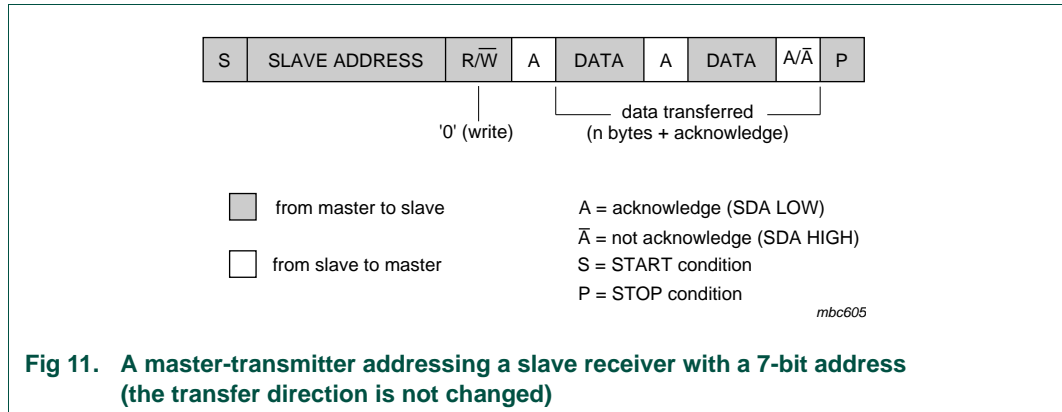 S SLAVE ADDRESS R/W̅ A DATA A DATA A/A̅ P
data transferred
'0' (write) (n bytes + acknowledge)
from master to slave
from slave to master
A = acknowledge (SDA LOW)
A̅ = not acknowledge (SDA HIGH)
S = START condition
P = STOP condition
mbc605
Fig 11. A master-transmitter addressing a slave receiver with a 7-bit address
(the transfer direction is not changed)